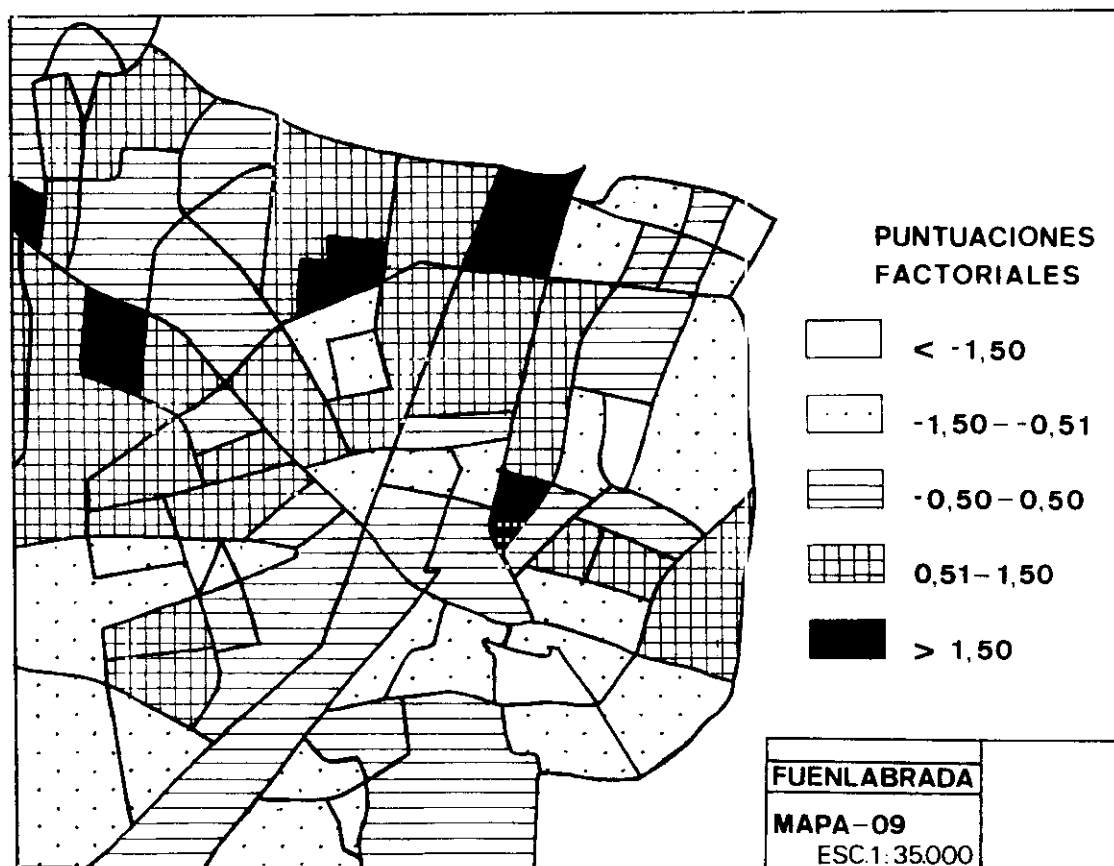 PUNTUACIONES
FACTORIALES
< -1,50
-1,50--0,51
-0,50-0,50
0,51-1,50
> 1,50
FUENLABRADA
MAPA-09
ESC.1:35.000